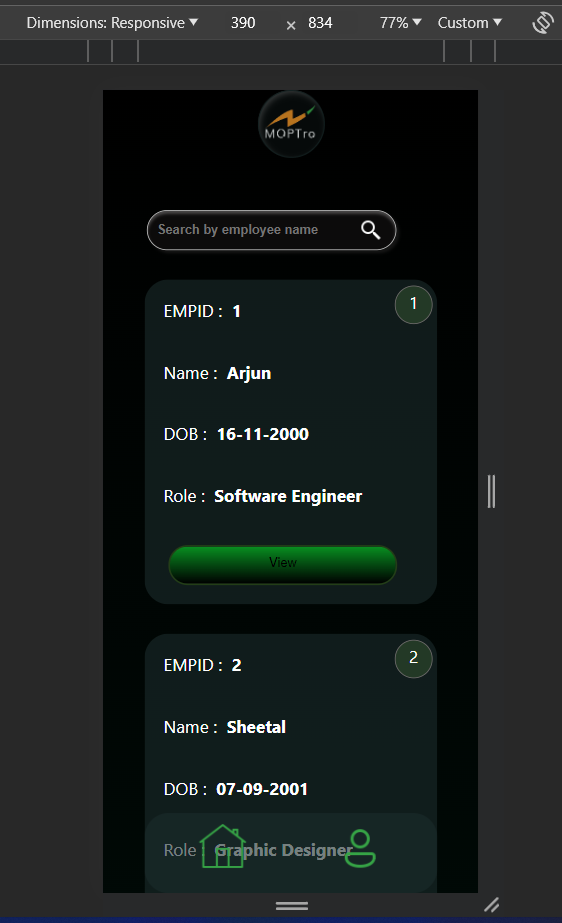 Dimensions: Responsive ▼ 390 × 834 77% ▼ Custom ▼
MOPTro
Search by employee name
EMPID : 1
1
Name : Arjun
DOB : 16-11-2000
Role : Software Engineer
View
EMPID : 2
2
Name : Sheetal
DOB : 07-09-2001
Role : Graphic Designer